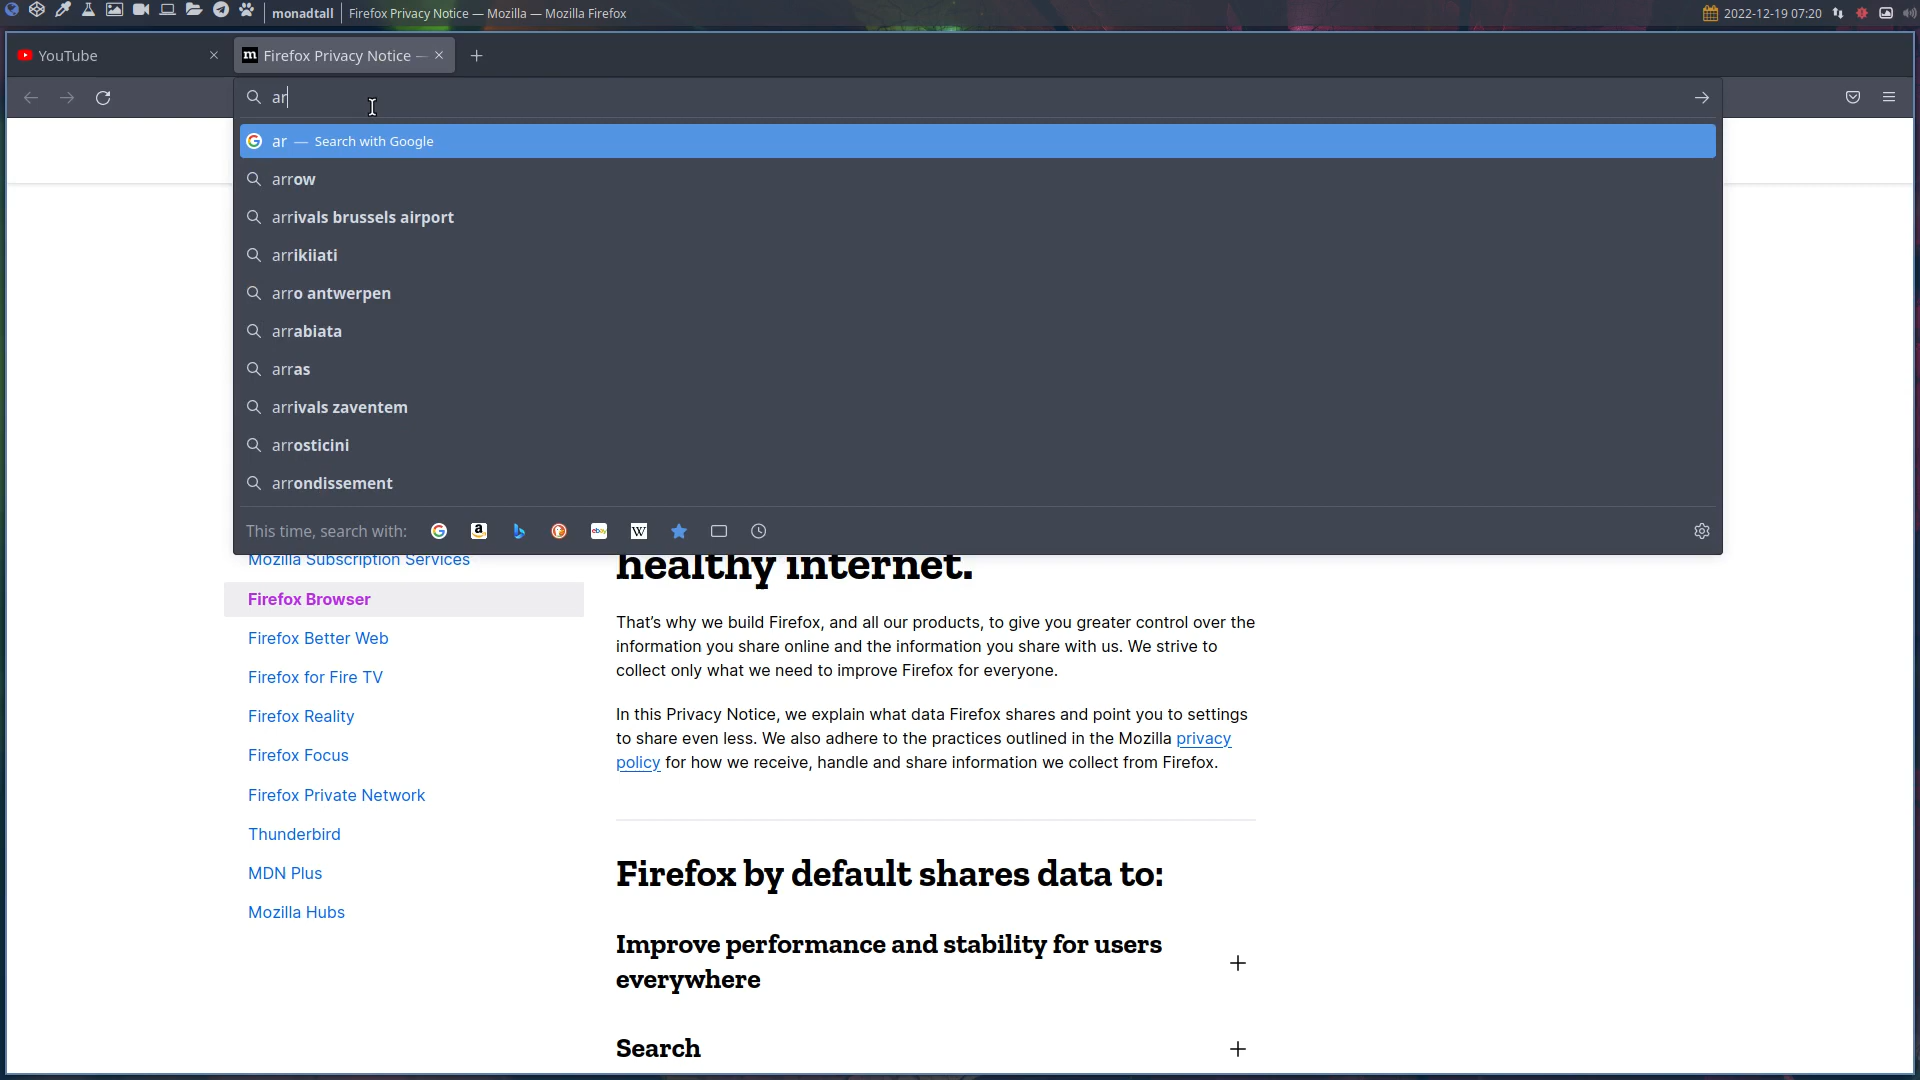 monadtall
Firefox Privacy Notice — Mozilla — Mozilla Firefox
2022-12-19 07:20
YouTube
Firefox Privacy Notice —
ar
ar — Search with Google
arrow
arrivals brussels airport
arrikiiati
arro antwerpen
arrabiata
arras
arrivals zaventem
arrosticini
arrondissement
This time, search with:
Mozilla Subscription Services
Firefox Browser
Firefox Better Web
Firefox for Fire TV
Firefox Reality
Firefox Focus
Firefox Private Network
Thunderbird
MDN Plus
Mozilla Hubs
healthy internet.
That’s why we build Firefox, and all our products, to give you greater control over the
information you share online and the information you share with us. We strive to
collect only what we need to improve Firefox for everyone.
In this Privacy Notice, we explain what data Firefox shares and point you to settings
to share even less. We also adhere to the practices outlined in the Mozilla privacy
policy for how we receive, handle and share information we collect from Firefox.
Firefox by default shares data to:
Improve performance and stability for users
everywhere
Search